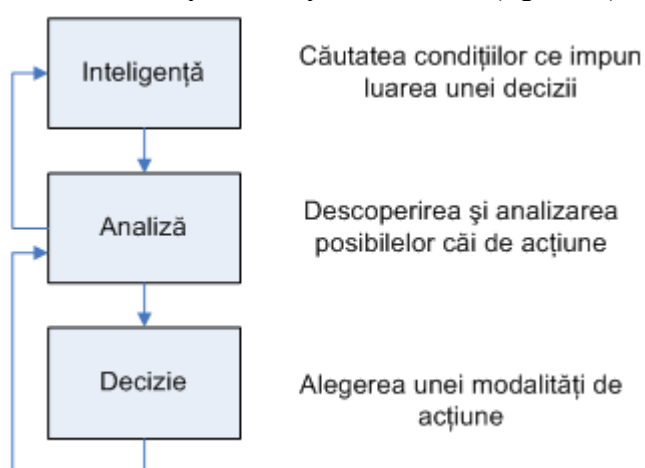 Inteligență
Căutatea condițiilor ce impun
luarea unei decizii
Analiză
Descoperirea şi analizarea
posibilelor căi de acțiune
Decizie
Alegerea unei modalități de
acțiune